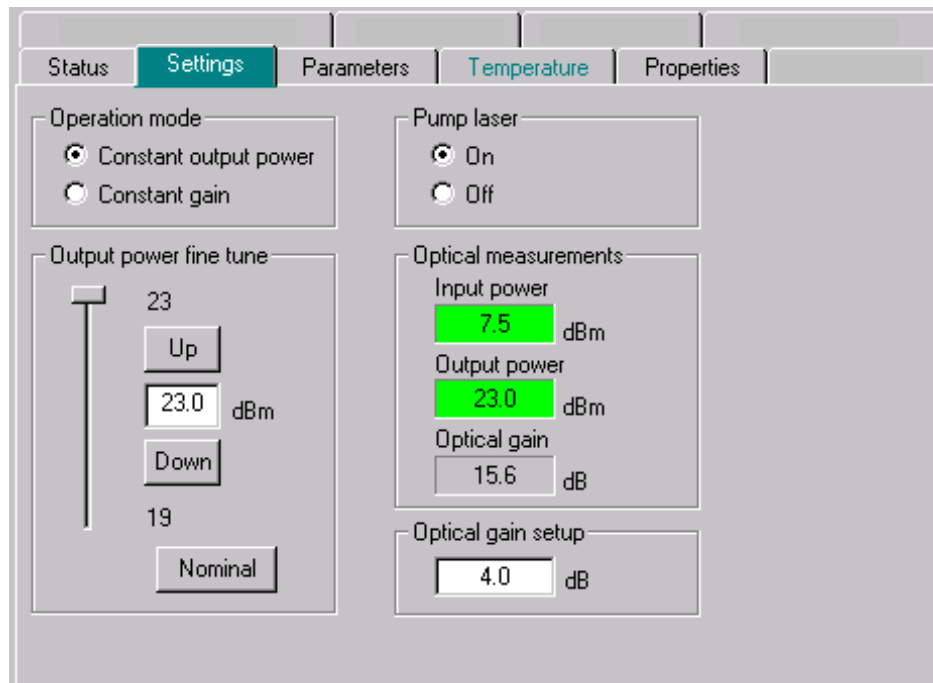 Status Settings Parameters Temperature Properties
Operation mode
Constant output power
Constant gain
Pump laser
On
Off
Output power fine tune
23
Up
23.0 dBm
Down
19
Nominal
Optical measurements
Input power
7.5 dBm
Output power
23.0 dBm
Optical gain
15.6 dB
Optical gain setup
4.0 dB